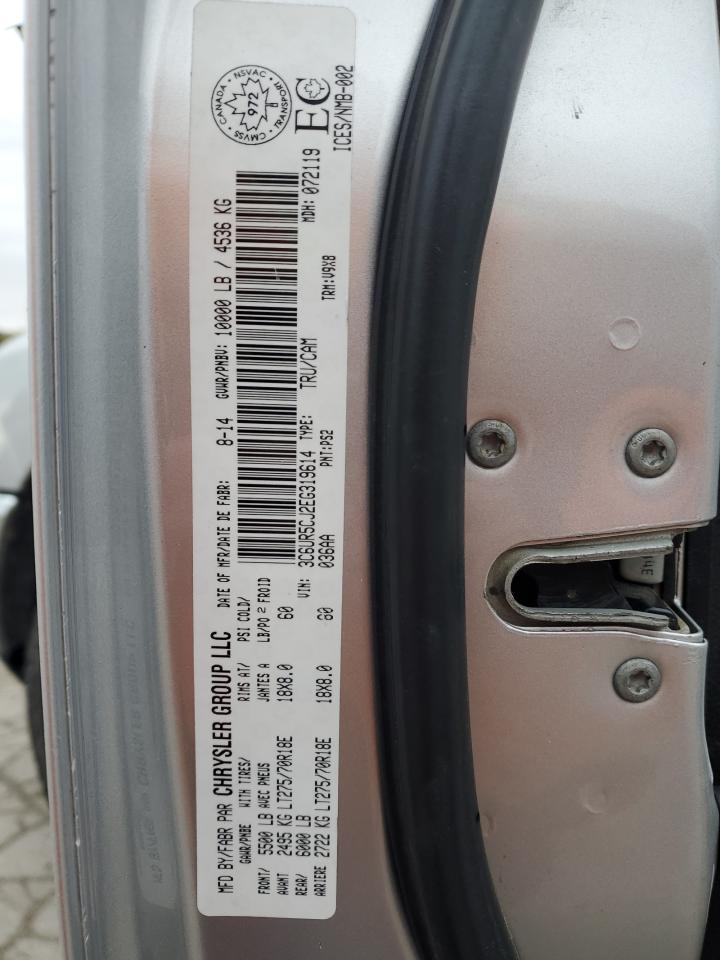 MFD BY/FABR PAR CHRYSLER GROUP LLC
DATE OF MFR/DATE DE FABR: 8-14
GVWR/PNBV: 10000 LB / 4536 KG
GAWR/PNBE WITH TIRES/ RIMS AT/ PSI COLD/
AVEC PNEUS JANTES A LB/PO2 FROID
FRONT/ 5500 LB
AVANT 2495 KG LT275/70R18E 18X8.0 60
REAR/ 6000 LB
ARRIERE 2722 KG LT275/70R18E 18X8.0 80
VIN: 3C6UR5CJ2EG319614 TYPE: TRU/CAM MDH: 072119
036AA PNT:PS2 TRM:V9X8
CANADA • NSVAC • TRANSPORT • CMVSS •
972
EC
ICES/NMB-002